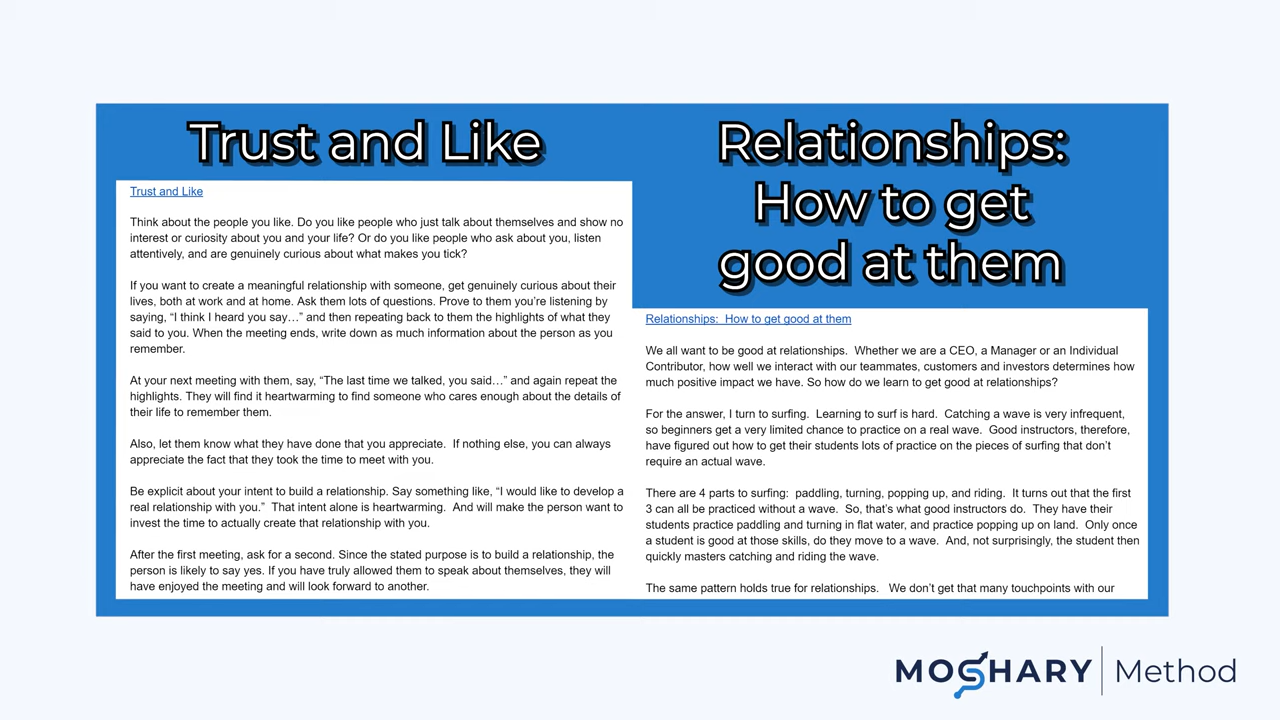 Trust and Like
Trust and Like
Think about the people you like. Do you like people who just talk about themselves and show no
interest or curiosity about you and your life? Or do you like people who ask about you, listen
attentively, and are genuinely curious about what makes you tick?
If you want to create a meaningful relationship with someone, get genuinely curious about their
lives, both at work and at home. Ask them lots of questions. Prove to them you’re listening by
saying, “I think I heard you say…” and then repeating back to them the highlights of what they
said to you. When the meeting ends, write down as much information about the person as you
remember.
At your next meeting with them, say, “The last time we talked, you said…” and again repeat the
highlights. They will find it heartwarming to find someone who cares enough about the details of
their life to remember them.
Also, let them know what they have done that you appreciate.  If nothing else, you can always
appreciate the fact that they took the time to meet with you.
Be explicit about your intent to build a relationship. Say something like, “I would like to develop a
real relationship with you.”  That intent alone is heartwarming.  And will make the person want to
invest the time to actually create that relationship with you.
After the first meeting, ask for a second. Since the stated purpose is to build a relationship, the
person is likely to say yes. If you have truly allowed them to speak about themselves, they will
have enjoyed the meeting and will look forward to another.
Relationships:
How to get
good at them
Relationships:  How to get good at them
We all want to be good at relationships.  Whether we are a CEO, a Manager or an Individual
Contributor, how well we interact with our teammates, customers and investors determines how
much positive impact we have. So how do we learn to get good at relationships?
For the answer, I turn to surfing.  Learning to surf is hard.  Catching a wave is very infrequent,
so beginners get a very limited chance to practice on a real wave.  Good instructors, therefore,
have figured out how to get their students lots of practice on the pieces of surfing that don’t
require an actual wave.
There are 4 parts to surfing:  paddling, turning, popping up, and riding.  It turns out that the first
3 can all be practiced without a wave.  So, that’s what good instructors do.  They have their
students practice paddling and turning in flat water, and practice popping up on land.  Only once
a student is good at those skills, do they move to a wave.  And, not surprisingly, the student then
quickly masters catching and riding the wave.
The same pattern holds true for relationships.   We don’t get that many touchpoints with our
MOSHARY Method